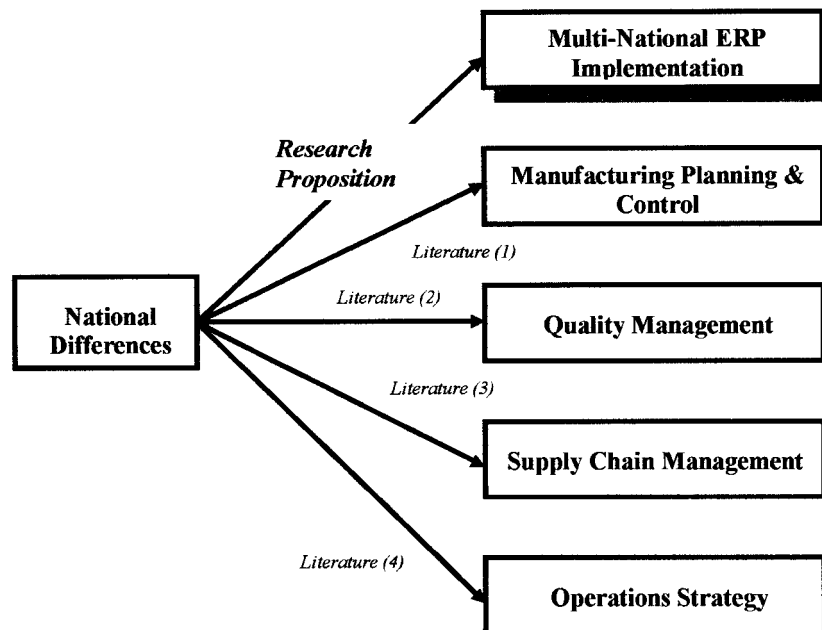 Multi-National ERP
Implementation
Research
Proposition
Manufacturing Planning &
Control
Literature (1)
National
Differences
Literature (2)
Quality Management
Literature (3)
Supply Chain Management
Literature (4)
Operations Strategy